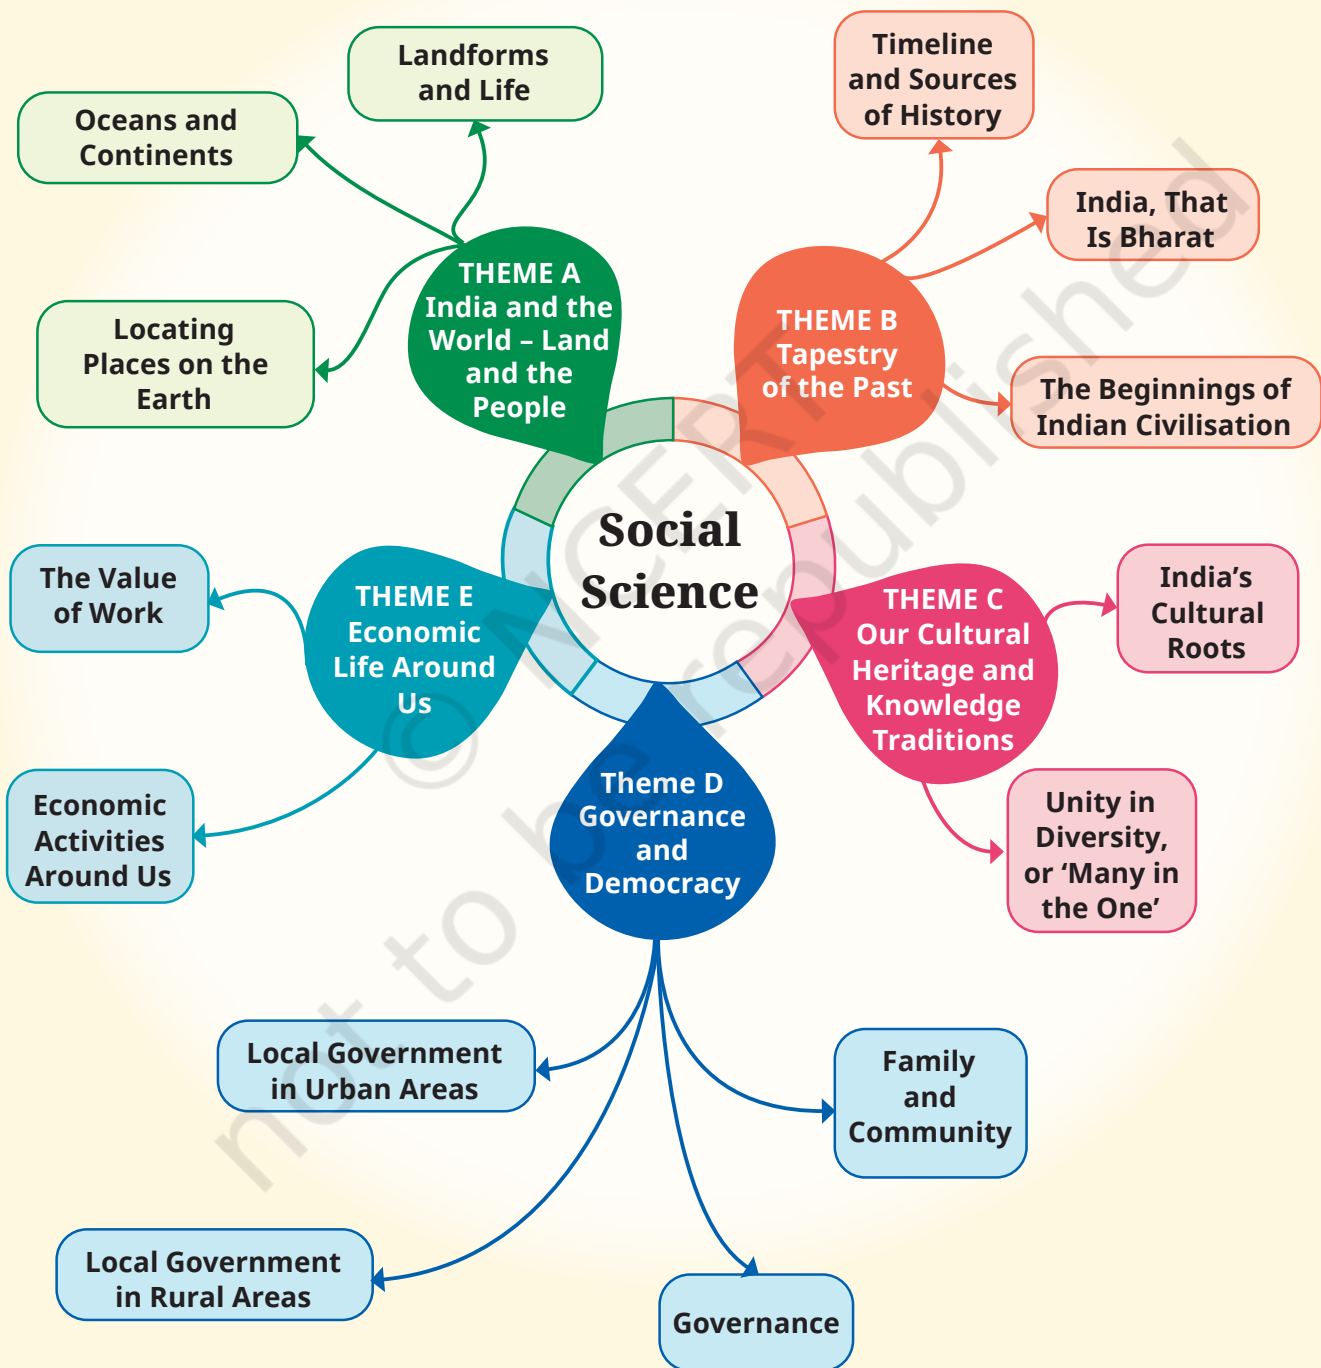 Social
Science
THEME A
India and the
World – Land
and the
People
Landforms
and Life
Oceans and
Continents
Locating
Places on the
Earth
THEME B
Tapestry
of the Past
Timeline
and Sources
of History
India, That
Is Bharat
The Beginnings of
Indian Civilisation
THEME C
Our Cultural
Heritage and
Knowledge
Traditions
India’s
Cultural
Roots
Unity in
Diversity,
or ‘Many in
the One’
Theme D
Governance
and
Democracy
Family
and
Community
Governance
Local Government
in Rural Areas
Local Government
in Urban Areas
THEME E
Economic
Life Around
Us
The Value
of Work
Economic
Activities
Around Us
© NCERT
not to be republished